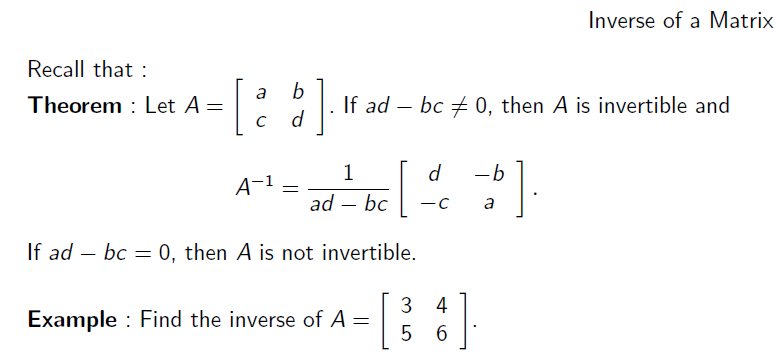 Inverse of a Matrix
Recall that :
Theorem : Let A = [ a b ; c d ]. If ad − bc ≠ 0, then A is invertible and
A⁻¹ = 1/(ad − bc) [ d −b ; −c a ].
If ad − bc = 0, then A is not invertible.
Example : Find the inverse of A = [ 3 4 ; 5 6 ].